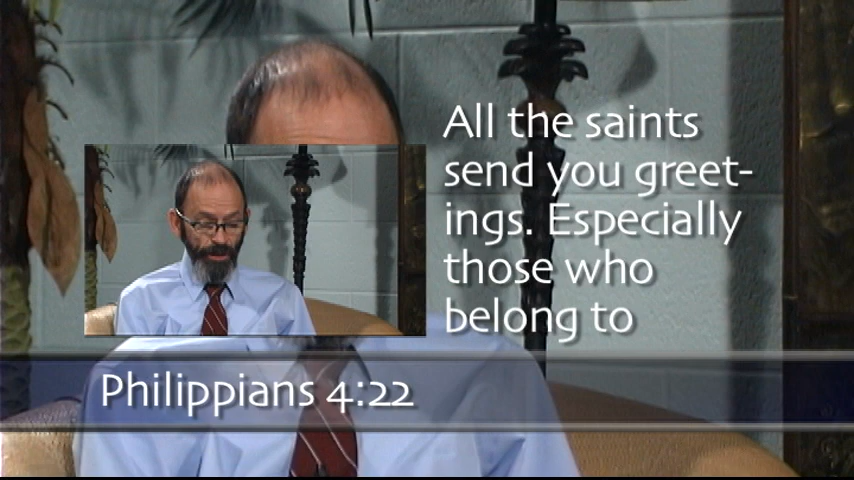 All the saints
send you greet-
ings. Especially
those who
belong to
Philippians 4:22